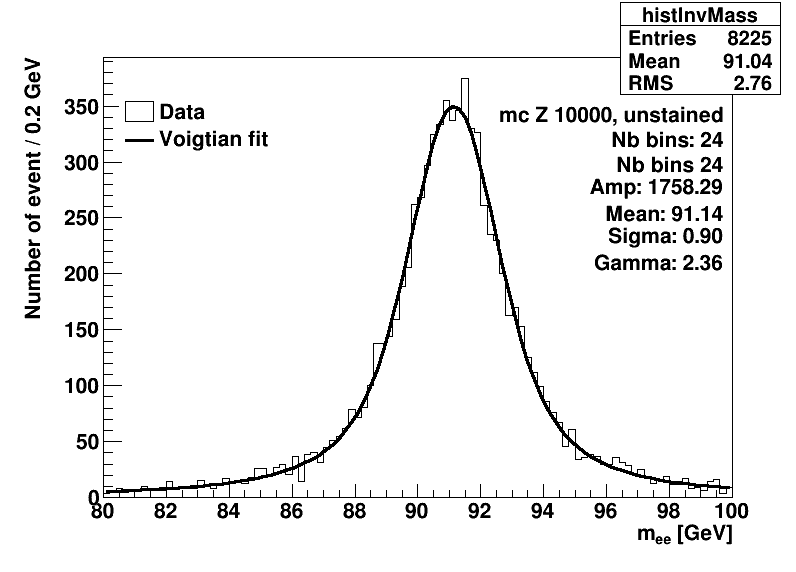 histInvMass
Entries 8225
Mean 91.04
RMS 2.76
Number of event / 0.2 GeV
350
300
250
200
150
100
50
0
Data
Voigtian fit
mc Z 10000, unstained
Nb bins: 24
Nb bins 24
Amp: 1758.29
Mean: 91.14
Sigma: 0.90
Gamma: 2.36
80 82 84 86 88 90 92 94 96 98 100
mee [GeV]